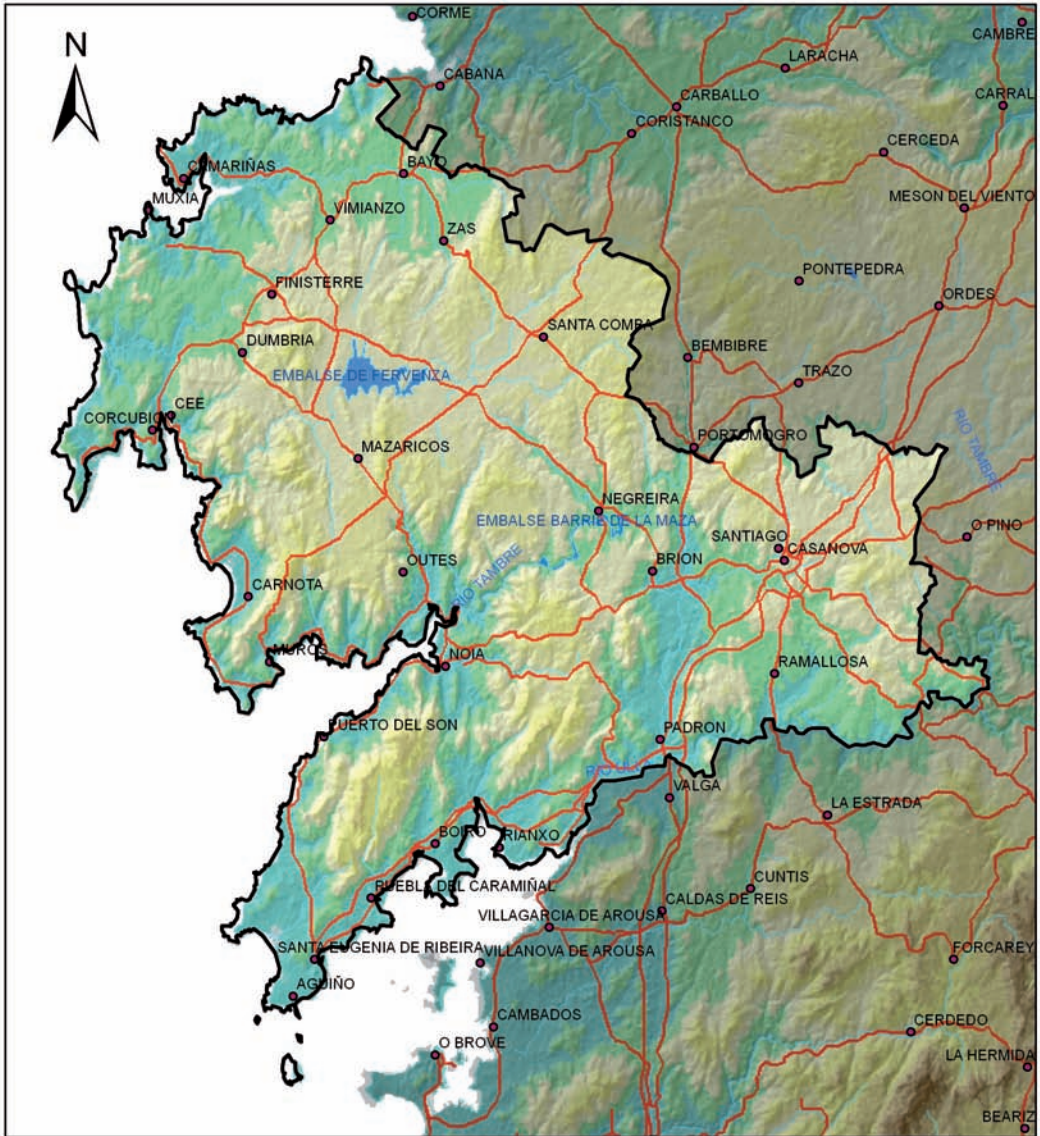 CORME
N
CAMBRE
LARACHA
CABANA
CARBALLO
CARRAL
CORISTANCO
CERCEDA
BAYO
CEMARIÑAS
MUXIA
MESON DEL VIENTO
VIMIANZO
ZAS
PONTEPEDRA
FINISTERRE
ORDES
SANTA COMBA
DUMBRIA
BEMBIBRE
EMBALSE DE FERVENZA
TRAZO
CEE
CORCUBION
RIO TAMBRE
PORTOMOGRO
MAZARICOS
NEGREIRA
EMBALSE BARRIE DE LA MAZA
O PINO
SANTIAGO
CASANOVA
OUTES
BRION
RIO TAMBRE
CARNOTA
MUROS
NOIA
RAMALLOSA
PUERTO DEL SON
PADRON
RIO ULLA
VALGA
LA ESTRADA
BOIRO
RIANXO
CUNTIS
PUEBLA DEL CARAMIÑAL
CALDAS DE REIS
VILLAGARCIA DE AROUSA
SANTA EUGENIA DE RIBEIRA
VILLANOVA DE AROUSA
FORCAREY
AGUIÑO
CAMBADOS
CERDEDO
O BROVE
LA HERMIDA
BEARIZ